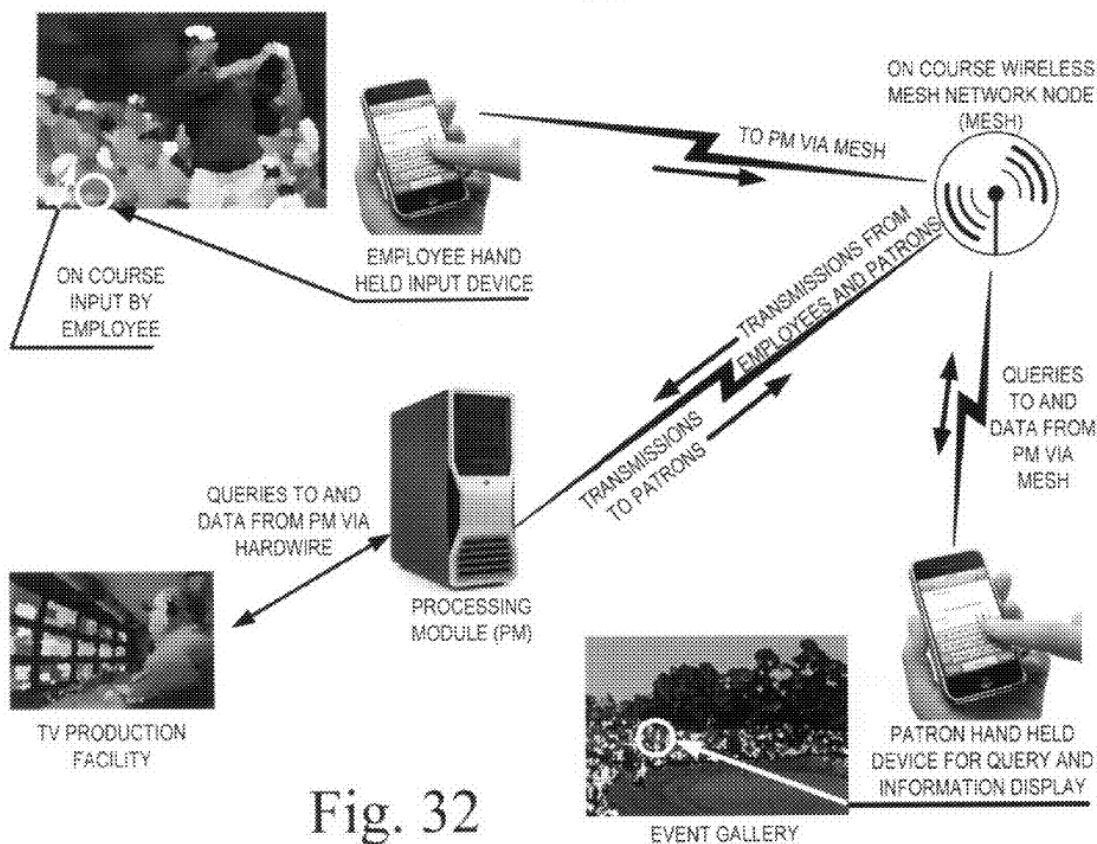 ON COURSE WIRELESS
MESH NETWORK NODE
(MESH)
TO PM VIA MESH
EMPLOYEE HAND
HELD INPUT DEVICE
ON COURSE
INPUT BY
EMPLOYEE
TRANSMISSIONS FROM
EMPLOYEES AND PATRONS
TRANSMISSIONS
TO PATRONS
QUERIES
TO AND
DATA FROM
PM VIA
MESH
QUERIES TO AND
DATA FROM PM VIA
HARDWIRE
PROCESSING
MODULE (PM)
TV PRODUCTION
FACILITY
PATRON HAND HELD
DEVICE FOR QUERY AND
INFORMATION DISPLAY
EVENT GALLERY
Fig. 32